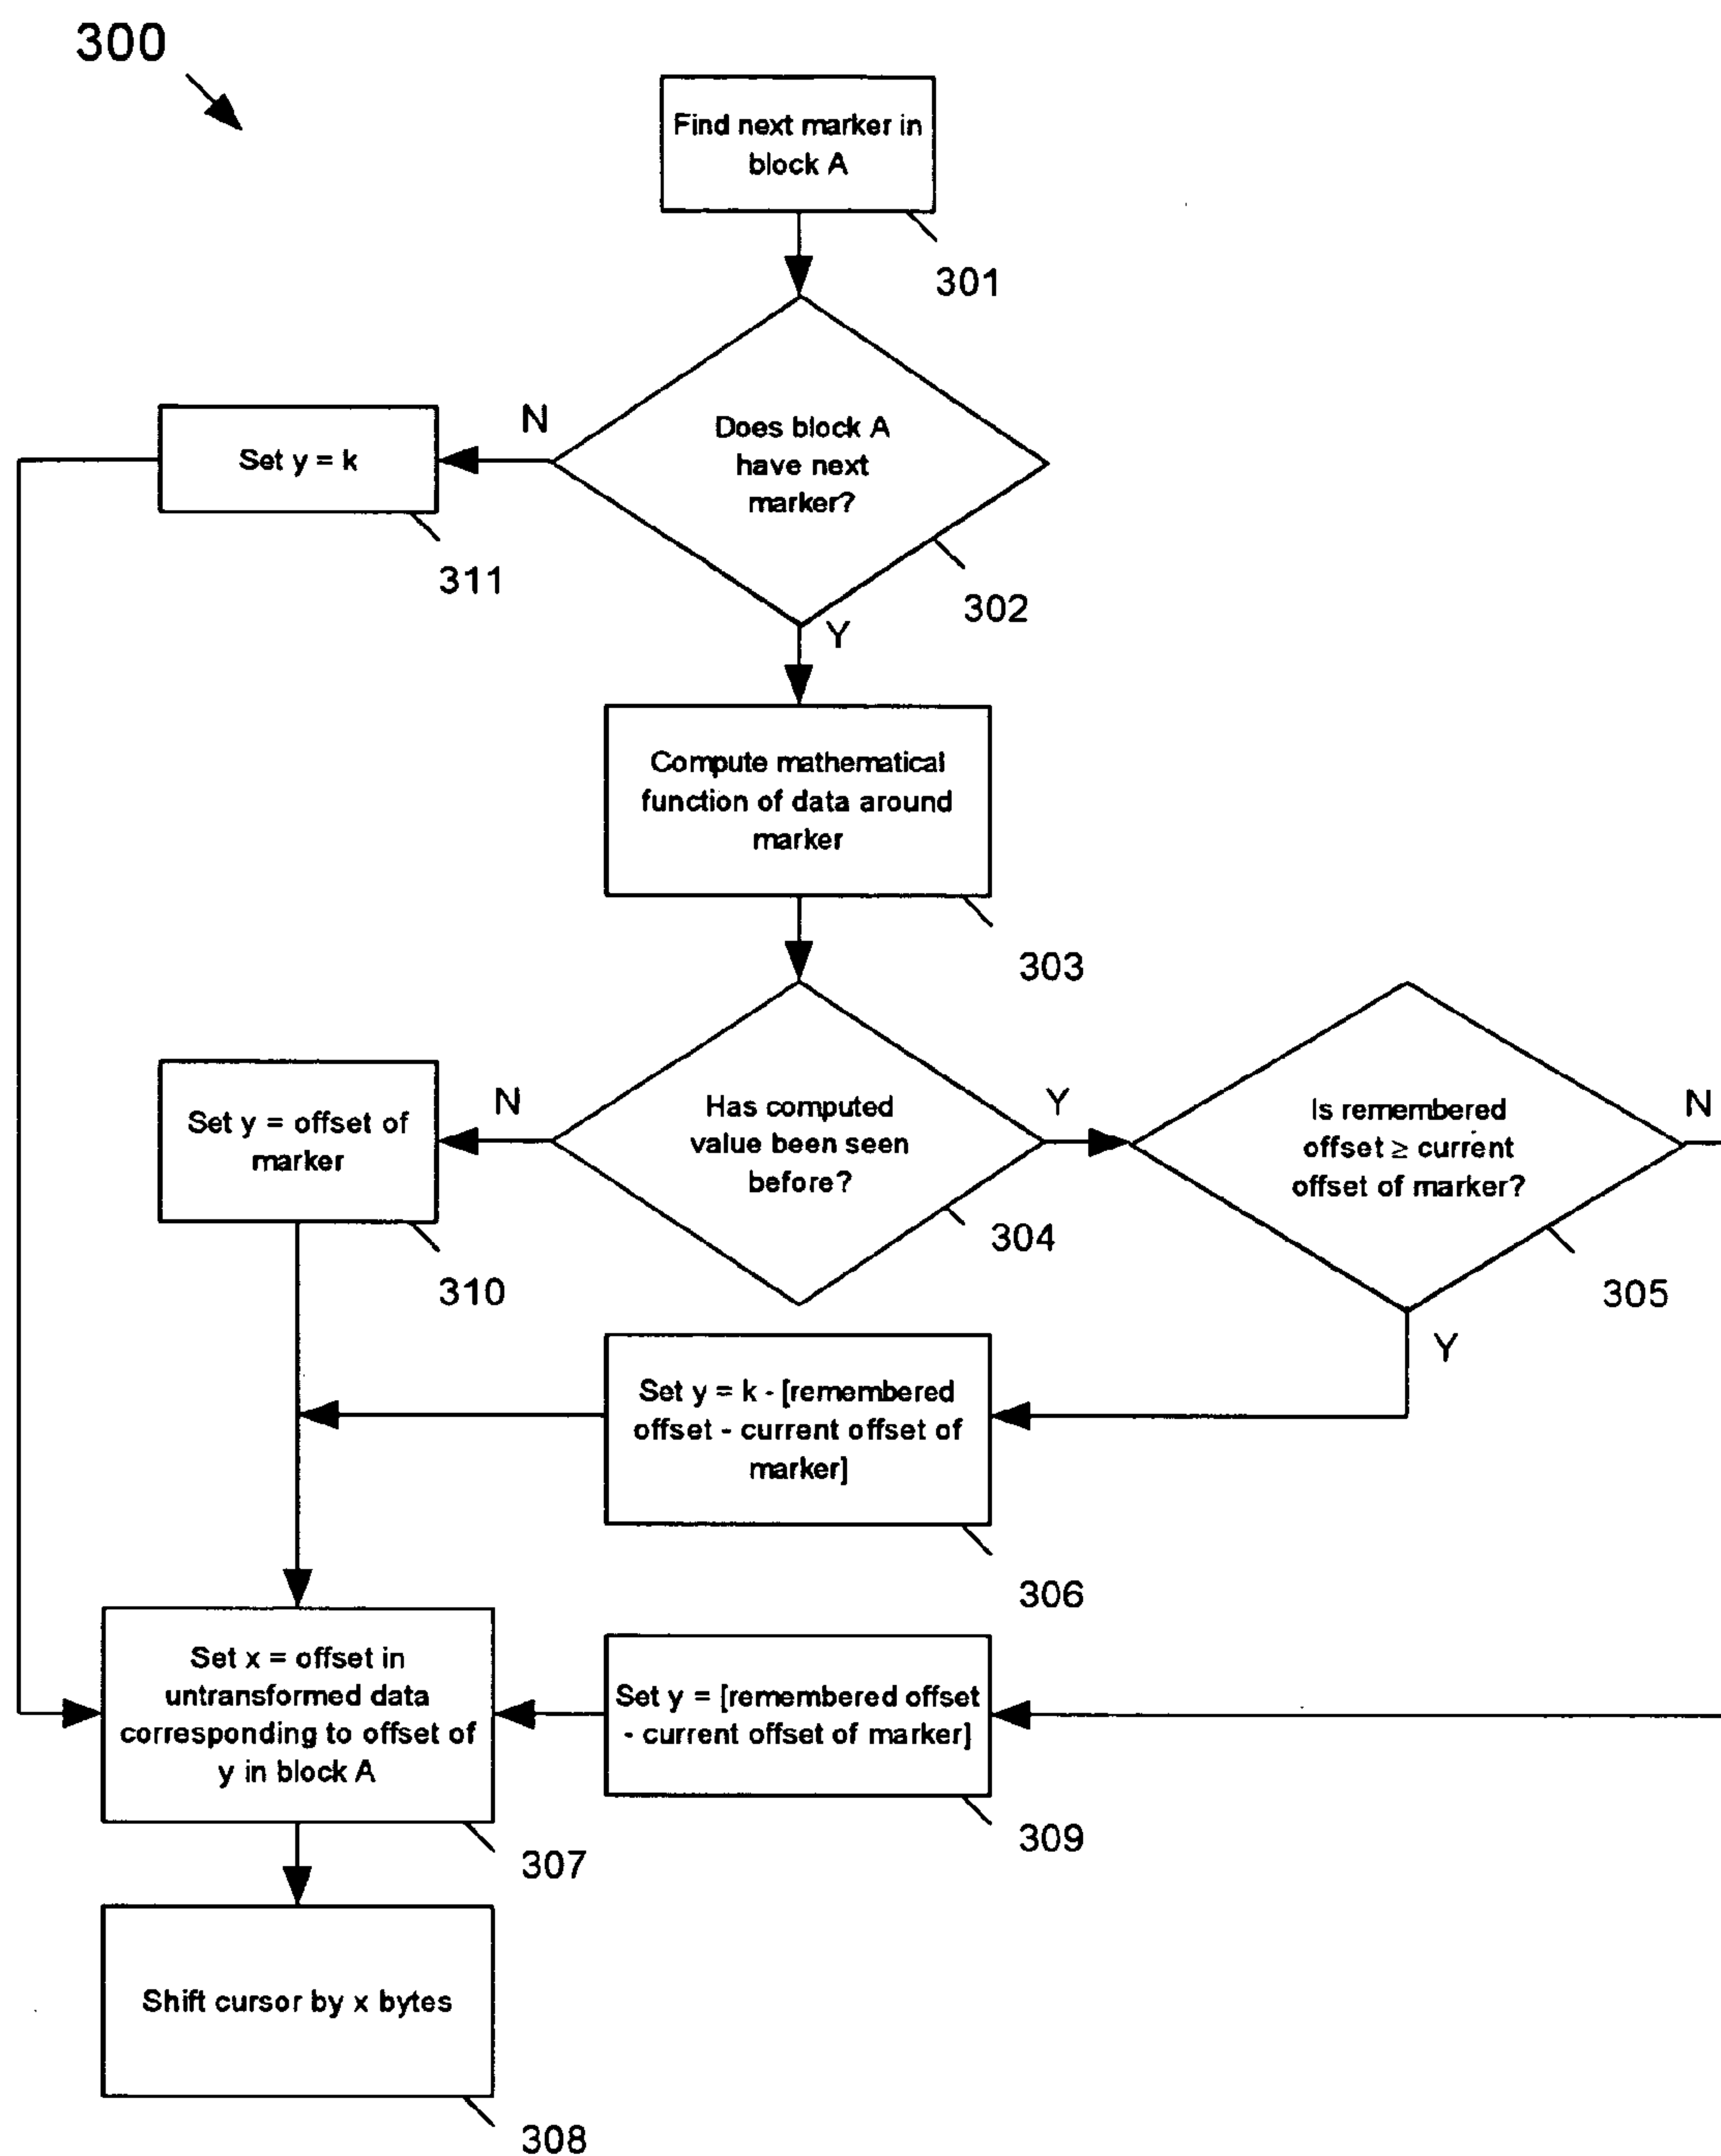 300
Find next marker in
block A
301
Does block A
have next
marker?
302
N
Y
Set y = k
311
Compute mathematical
function of data around
marker
303
Has computed
value been seen
before?
304
N
Y
Set y = offset of
marker
310
Is remembered
offset ≥ current
offset of marker?
305
N
Y
Set y = k - [remembered
offset - current offset of
marker]
306
Set x = offset in
untransformed data
corresponding to offset of
y in block A
307
Set y = [remembered offset
- current offset of marker]
309
Shift cursor by x bytes
308